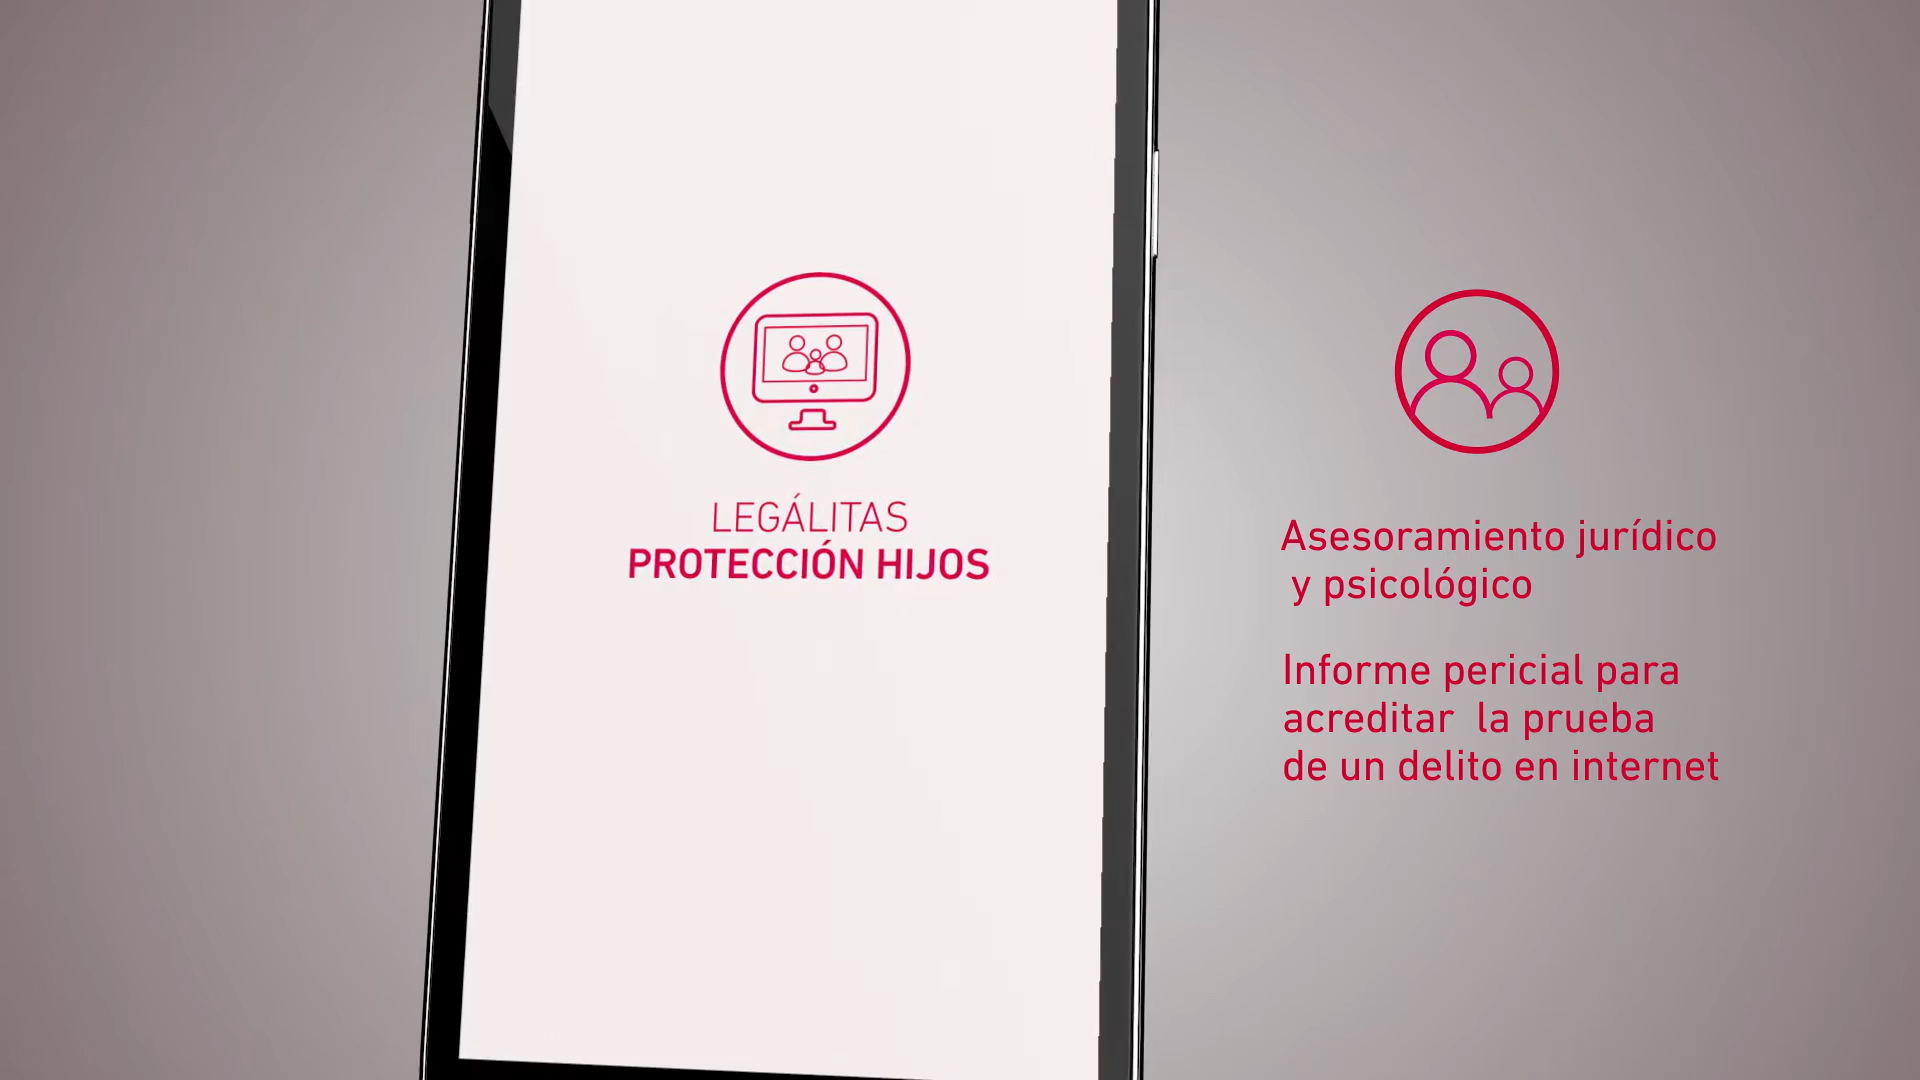 LEGÁLITAS
PROTECCIÓN HIJOS
Asesoramiento jurídico
y psicológico
Informe pericial para
acreditar la prueba
de un delito en internet